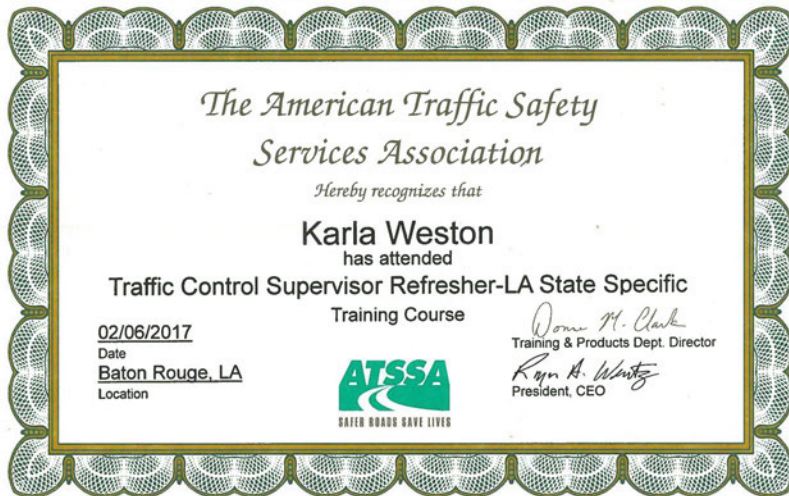 The American Traffic Safety
Services Association
Hereby recognizes that
Karla Weston
has attended
Traffic Control Supervisor Refresher-LA State Specific
Training Course
02/06/2017
Date
Baton Rouge, LA
Location
ATSSA
SAFER ROADS SAVE LIVES
Donna M. Clark
Training & Products Dept. Director
President, CEO